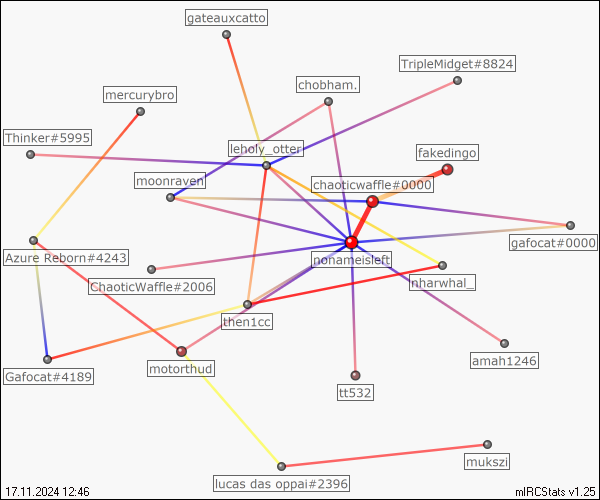 gateauxcatto
TripleMidget#8824
chobham.
mercurybro
Thinker#5995
leholy_otter
fakedingo
moonraven
chaoticwaffle#0000
gafocat#0000
Azure Reborn#4243
nonameisleft
ChaoticWaffle#2006
nharwhal_
then1cc
amah1246
Gafocat#4189
motorthud
tt532
mukszi
lucas das oppai#2396
17.11.2024 12:46
mIRCStats v1.25